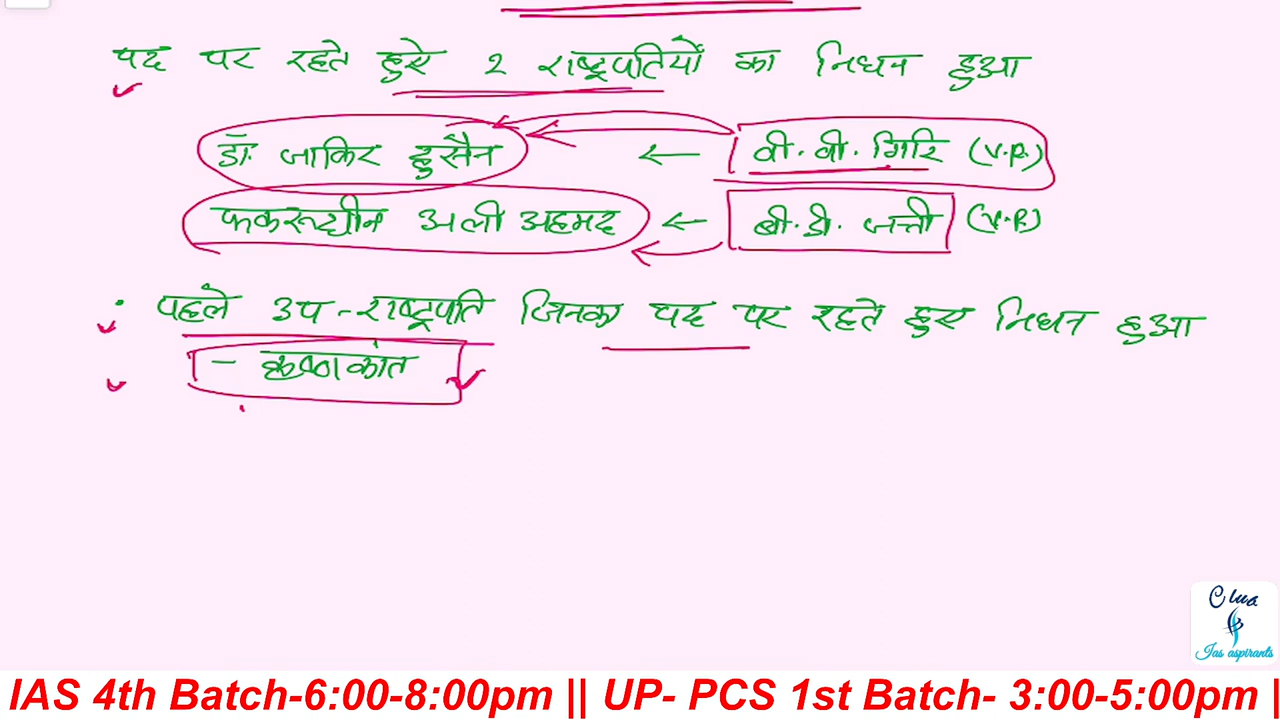 पद पर रहते हुऐ 2 राष्ट्रपतियों का निधन हुआ
डॉ. जाकिर हुसैन ← वी. वी. गिरि (V.P.)
फकरूद्दीन अली अहमद ← बी. डी. जत्ती (V.P.)
· पहले उप-राष्ट्रपति जिनका पद पर रहते हुए निधन हुआ
- कृष्णकांत
Clua
Ias aspirants
IAS 4th Batch-6:00-8:00pm || UP- PCS 1st Batch- 3:00-5:00pm |